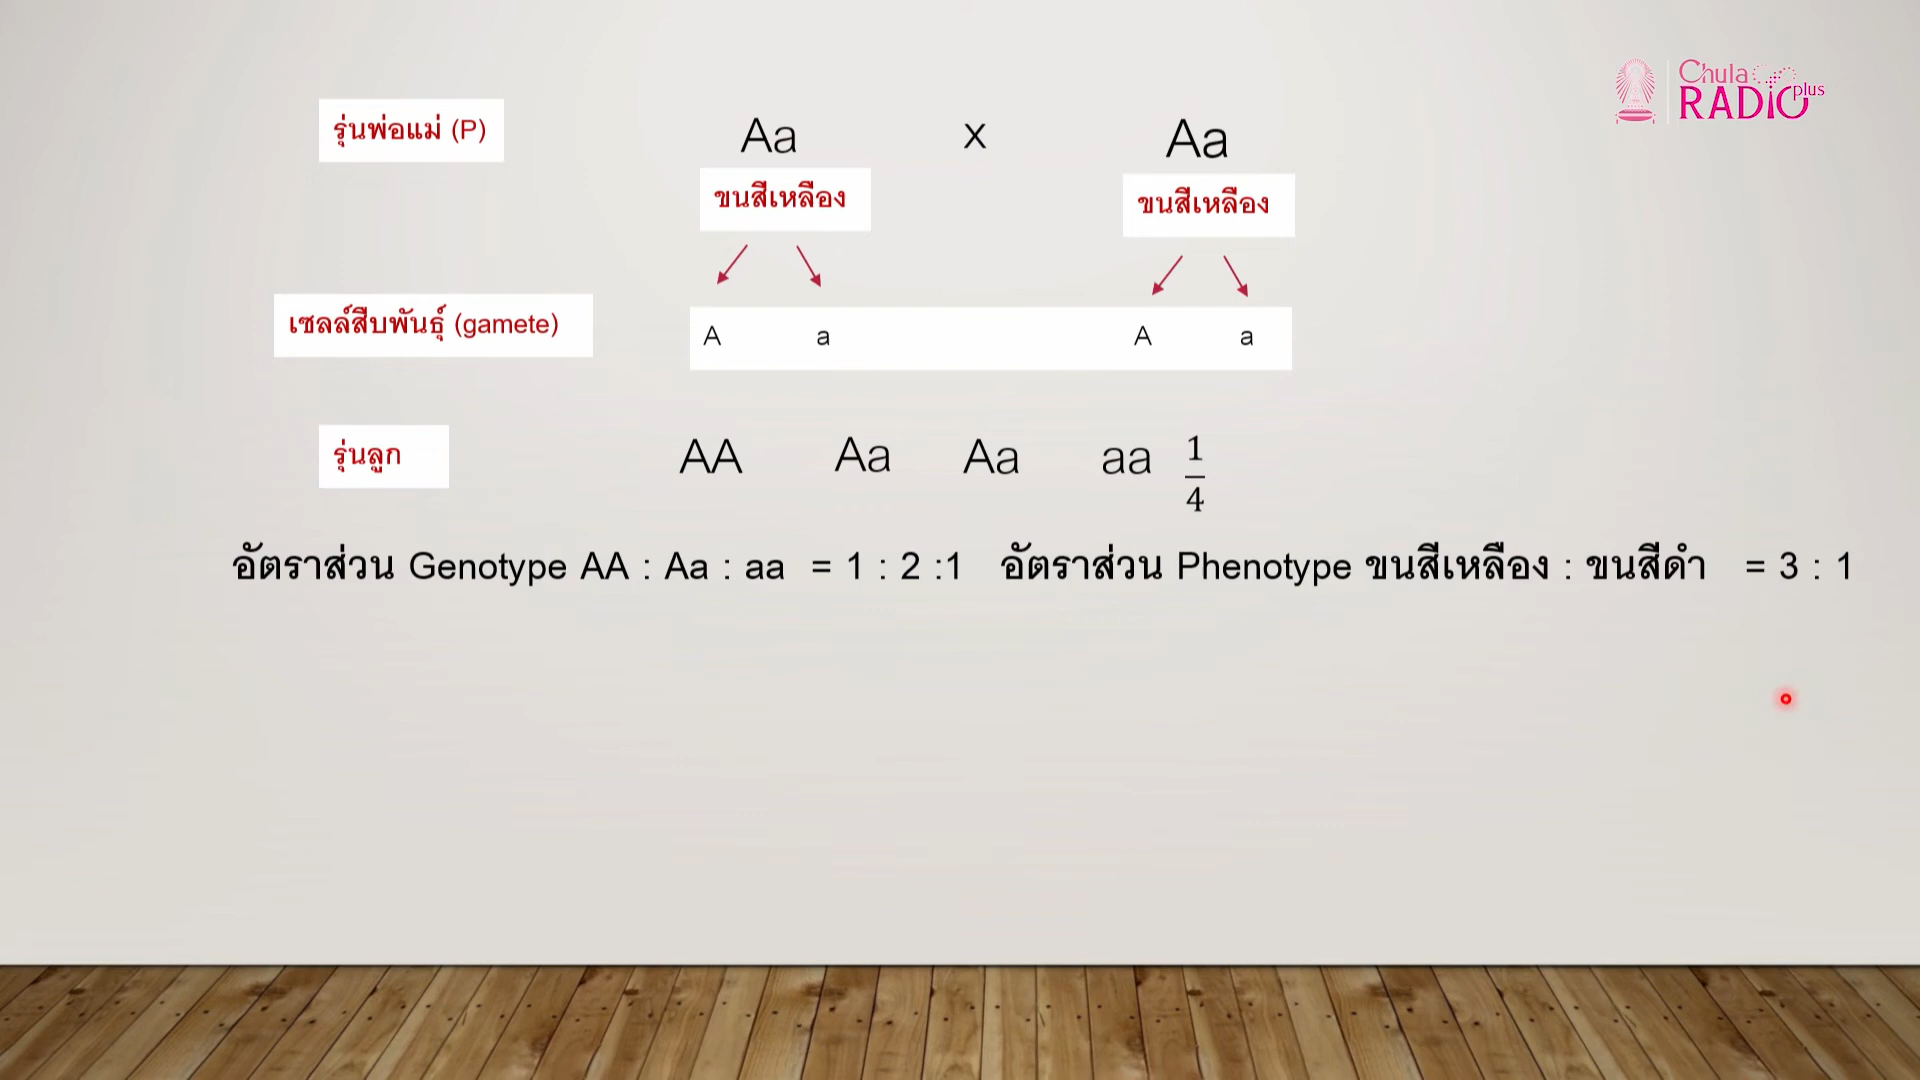 Chula
RADIO plus
รุ่นพ่อแม่ (P)
Aa x Aa
ขนสีเหลือง ขนสีเหลือง
เซลล์สืบพันธุ์ (gamete)
A a A a
รุ่นลูก
AA Aa Aa aa 1/4
อัตราส่วน Genotype AA : Aa : aa = 1 : 2 :1 อัตราส่วน Phenotype ขนสีเหลือง : ขนสีดำ = 3 : 1